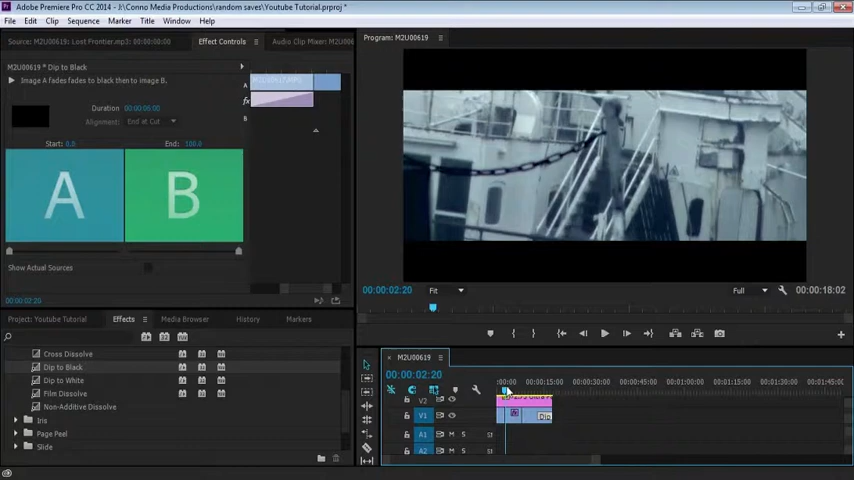 Adobe Premiere Pro CC 2014 - J:\Conno Media Productions\random saves\Youtube Tutorial.prproj *
File Edit Clip Sequence Marker Title Window Help
Source: M2U00619: Lost Frontier.mp3: 00:00:00:00 Effect Controls Audio Clip Mixer: M2U00619
Program: M2U00619
M2U00619 * Dip to Black
Image A fades fades to black then to image B.
A
fx
B
Duration 00:00:06:00
Alignment: End at Cut
Start: 0.0 End: 100.0
A B
Show Actual Sources
00:00:02:20
00:00:02:20 Fit Full 00:00:18:02
Project: Youtube Tutorial Effects Media Browser History Markers
Cross Dissolve
Dip to Black
Dip to White
Film Dissolve
Non-Additive Dissolve
Iris
Page Peel
Slide
M2U00619
00:00:02:20
:00:00 00:00:15:00 00:00:30:00 00:00:45:00 00:01:00:00 00:01:15:00 00:01:30:00 00:01:45:00
V2
V1
fx Dip
A1 M S
A2 M S